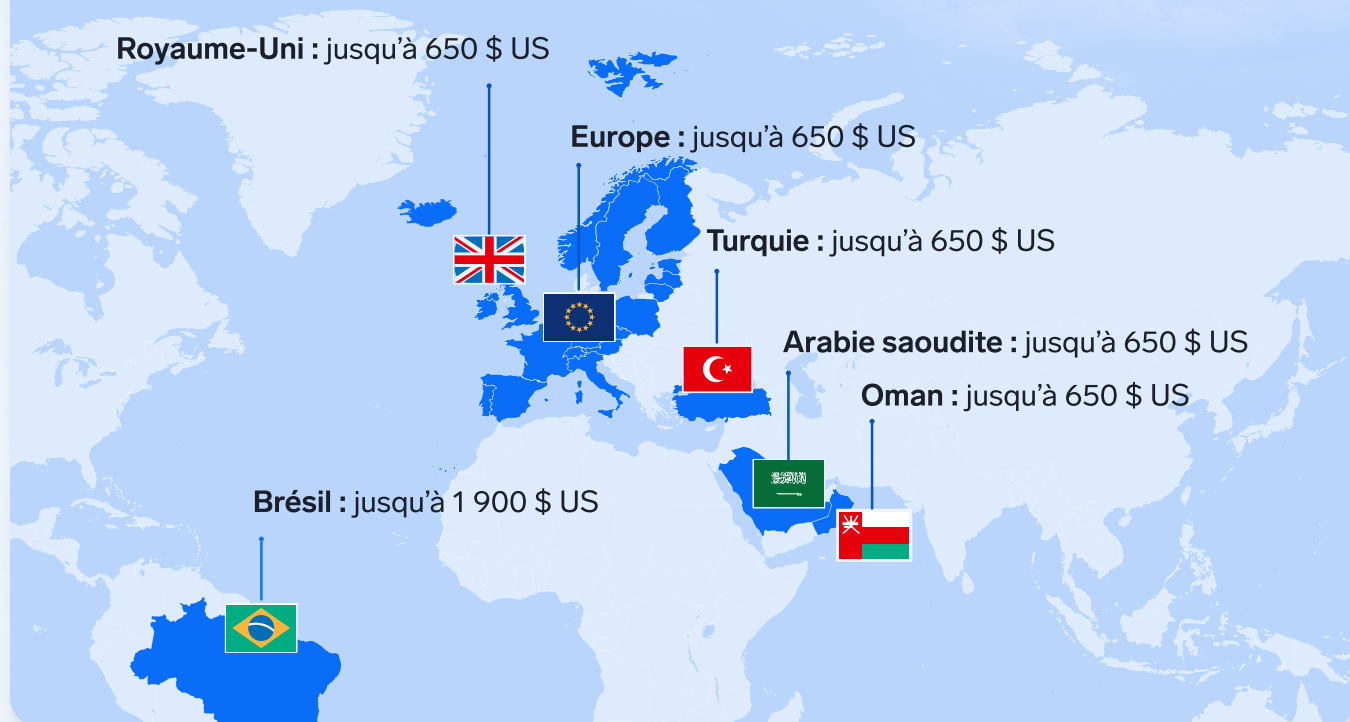 Royaume-Uni : jusqu’à 650 $ US
Europe : jusqu’à 650 $ US
Turquie : jusqu’à 650 $ US
Arabie saoudite : jusqu’à 650 $ US
Oman : jusqu’à 650 $ US
Brésil : jusqu’à 1 900 $ US